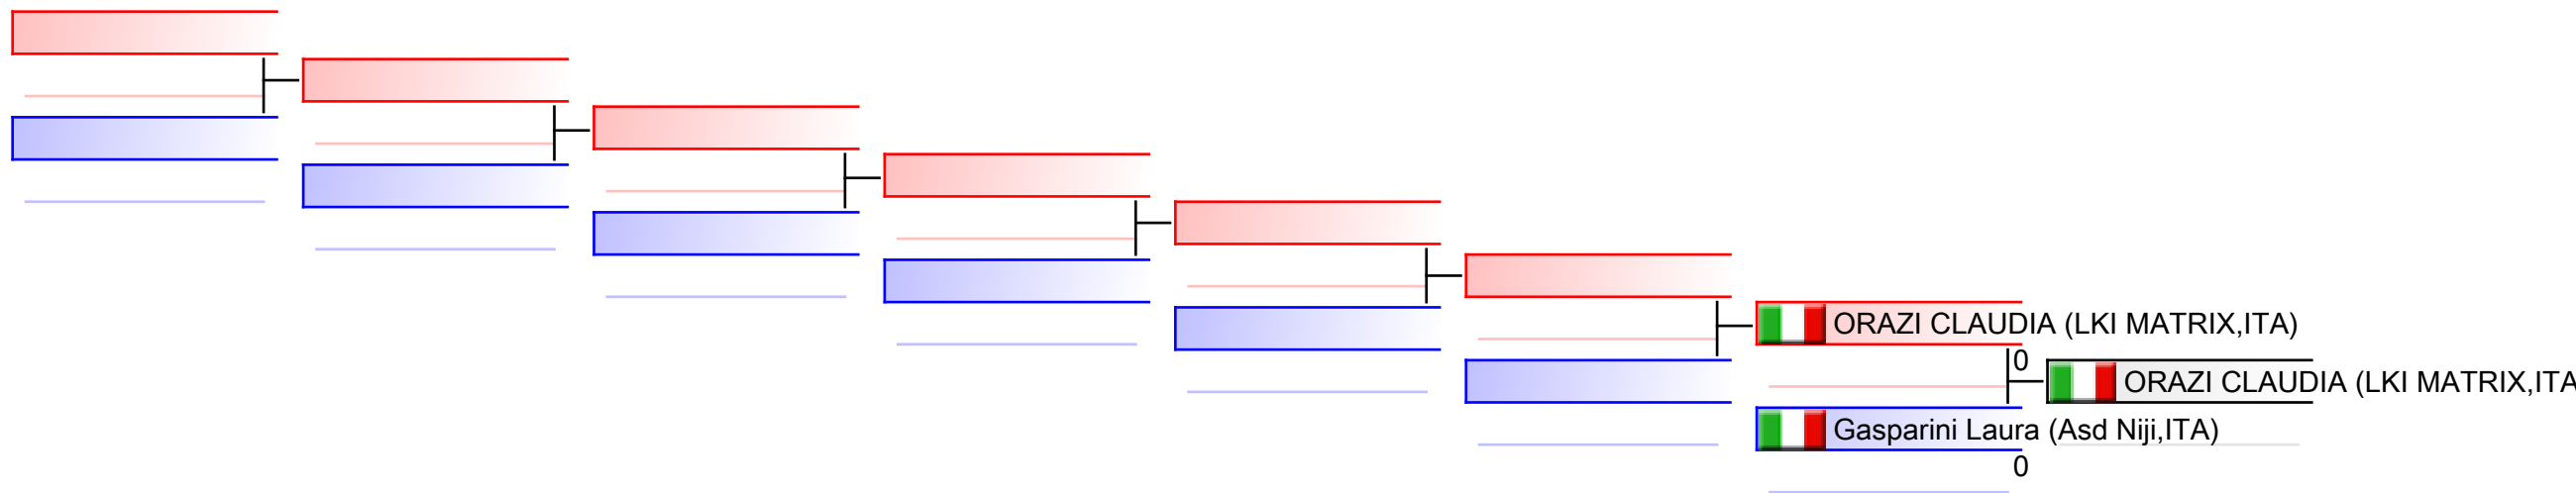 ORAZI CLAUDIA (LKI MATRIX,ITA)
0
ORAZI CLAUDIA (LKI MATRIX,ITA
Gasparini Laura (Asd Niji,ITA)
0